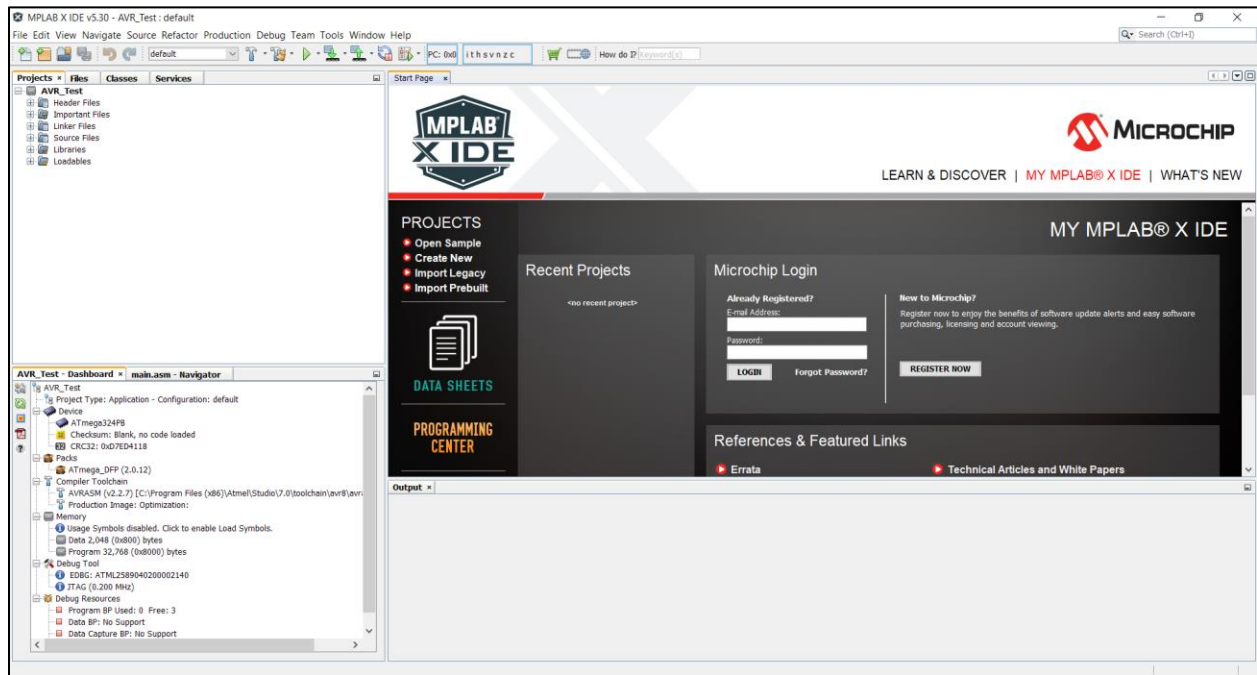 MPLAB X IDE v5.30 - AVR_Test : default
File Edit View Navigate Source Refactor Production Debug Team Tools Window Help
Search (Ctrl+I)
default
PC: 0x0
i t h s v n z c
How do I?
Keyword(s)
Projects × Files Classes Services
AVR_Test
Header Files
Important Files
Linker Files
Source Files
Libraries
Loadables
Start Page ×
MPLAB
X IDE
MICROCHIP
LEARN & DISCOVER | MY MPLAB® X IDE | WHAT'S NEW
PROJECTS
Open Sample
Create New
Import Legacy
Import Prebuilt
DATA SHEETS
PROGRAMMING
CENTER
MY MPLAB® X IDE
Recent Projects
<no recent project>
Microchip Login
Already Registered?
E-mail Address:
Password:
LOGIN Forgot Password?
New to Microchip?
Register now to enjoy the benefits of software update alerts and easy software
purchasing, licensing and account viewing.
REGISTER NOW
References & Featured Links
Errata
Technical Articles and White Papers
AVR_Test - Dashboard × main.asm - Navigator
AVR_Test
Project Type: Application - Configuration: default
Device
ATmega324PB
Checksum: Blank, no code loaded
CRC32: 0xD7ED4118
Packs
ATmega_DFP (2.0.12)
Compiler Toolchain
AVRASM (v2.2.7) [C:\Program Files (x86)\Atmel\Studio\7.0\toolchain\avr8\avra
Production Image: Optimization:
Memory
Usage Symbols disabled. Click to enable Load Symbols.
Data 2,048 (0x800) bytes
Program 32,768 (0x8000) bytes
Debug Tool
EDBG: ATML2589040200002140
JTAG (0.200 MHz)
Debug Resources
Program BP Used: 0 Free: 3
Data BP: No Support
Data Capture BP: No Support
Output ×